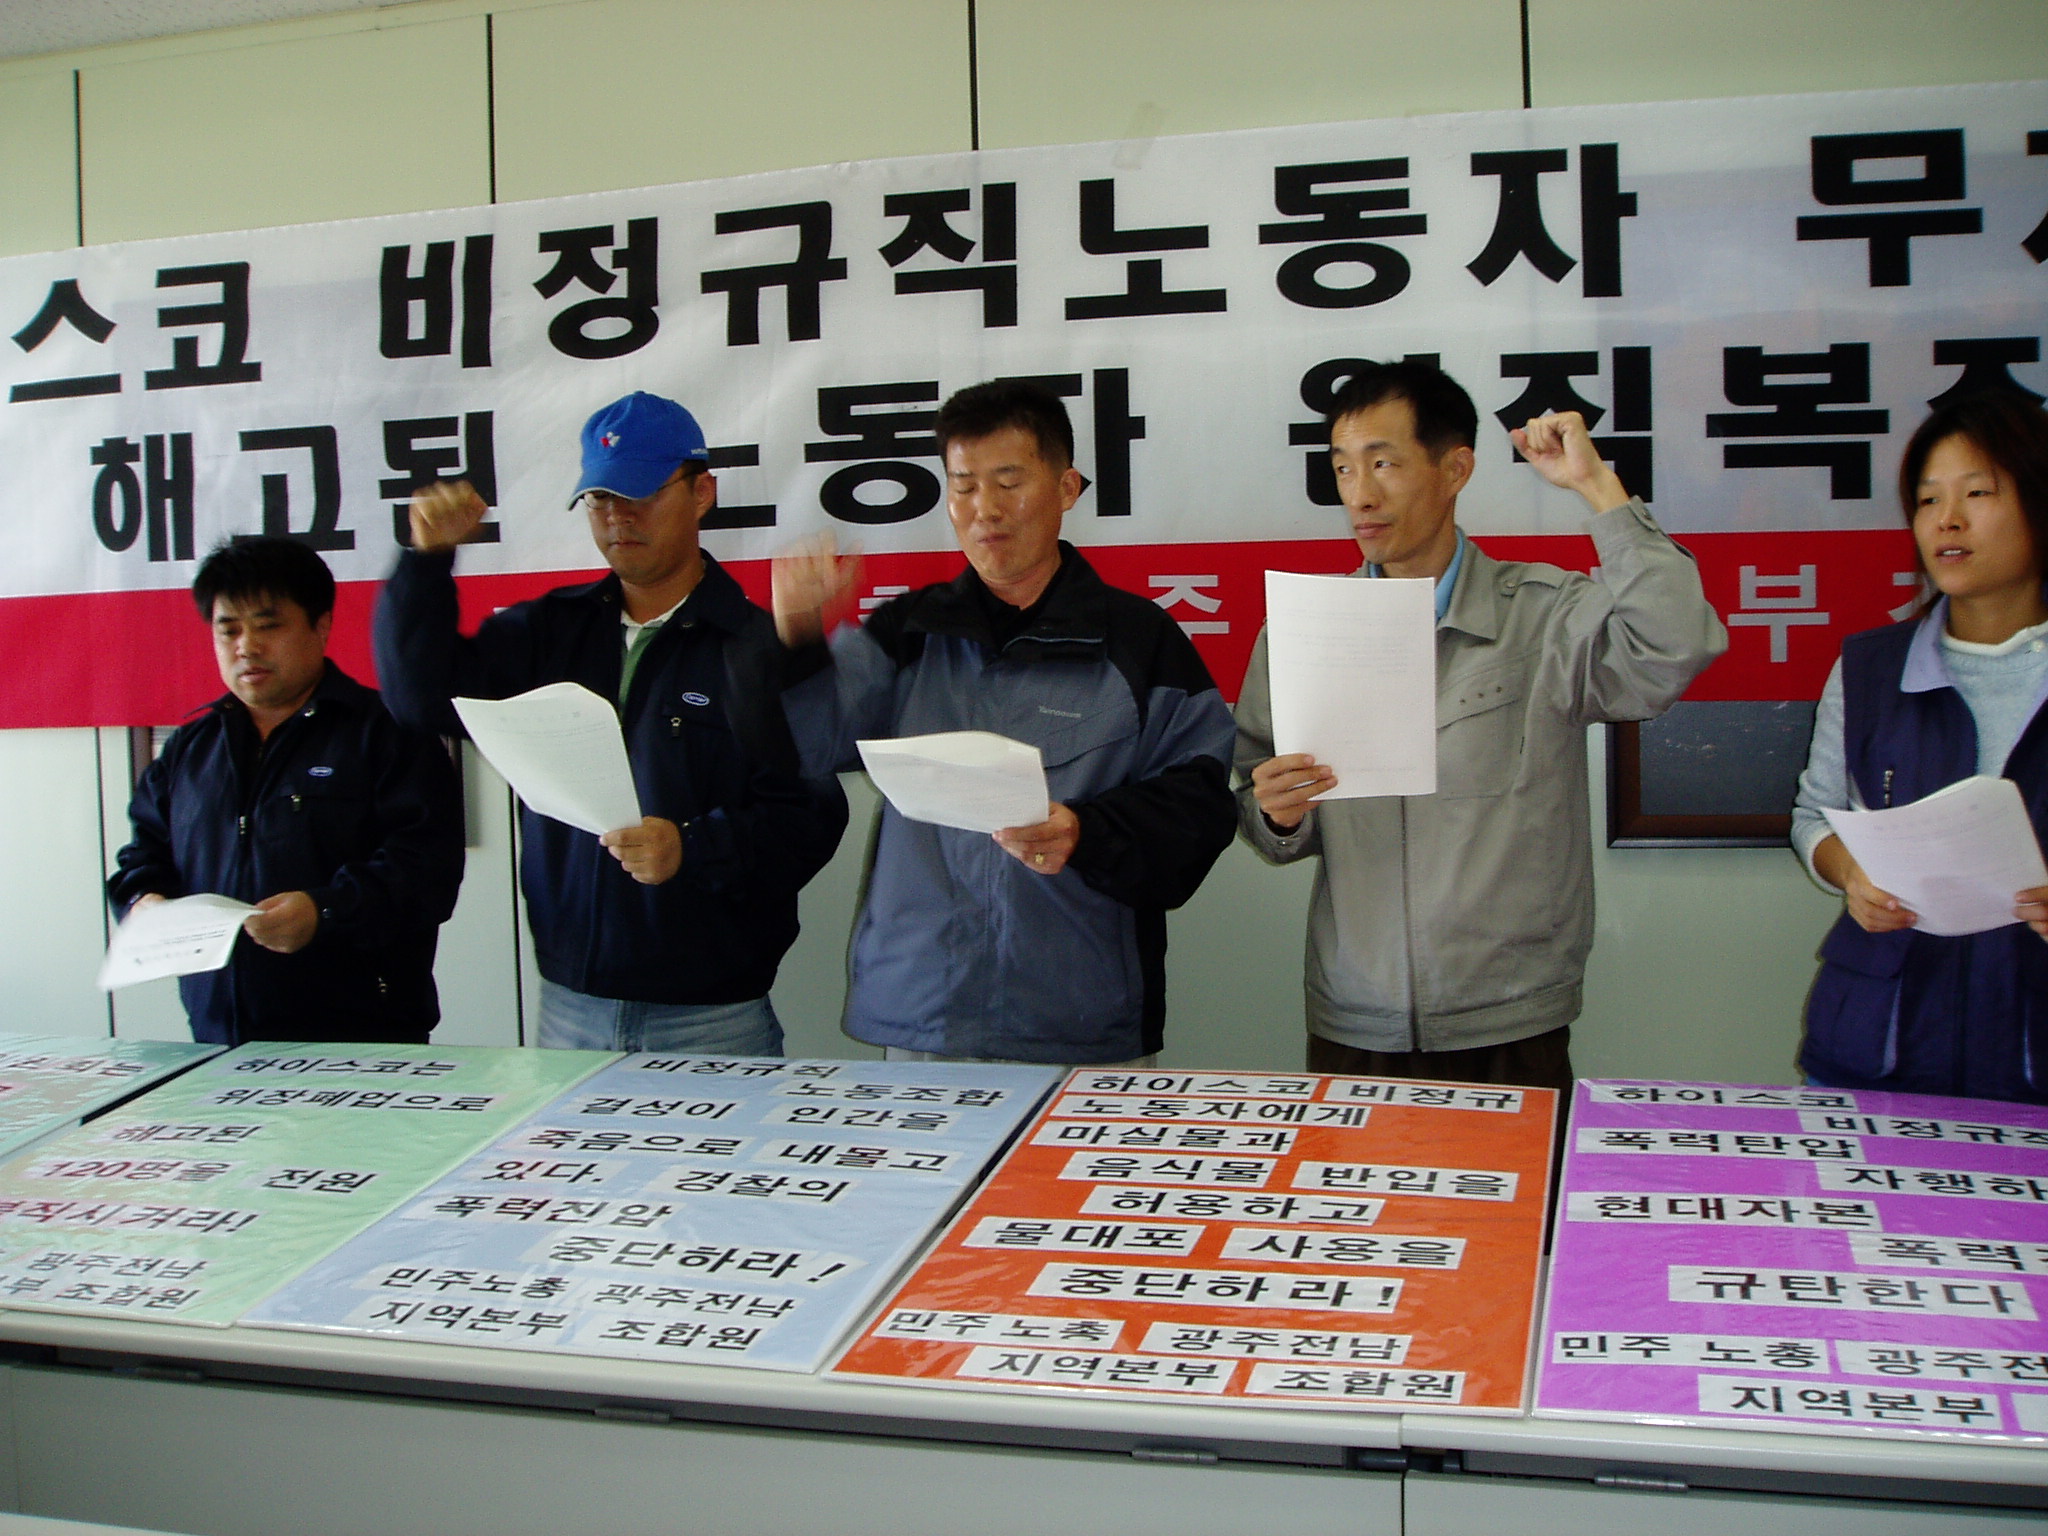 스코 비정규직노동자 무
해고된 노동자 원직복직
주 부
하이스코는
위장폐업으로
해고된
120명을 전원
복직시켜라!
광주전남
조합원
비정규직
노동조합
결성이 인간을
죽음으로 내몰고
있다. 경찰의
폭력진압
중단하라!
민주노총 광주전남
지역본부 조합원
하이스코 비정규
노동자에게
마실물과
음식물 반입을
허용하고
물대포 사용을
중단하라!
민주노총 광주전남
지역본부 조합원
하이스코
비정규직
폭력탄압
자행하
현대자본
폭력
규탄한다
민주노총 광주전
지역본부